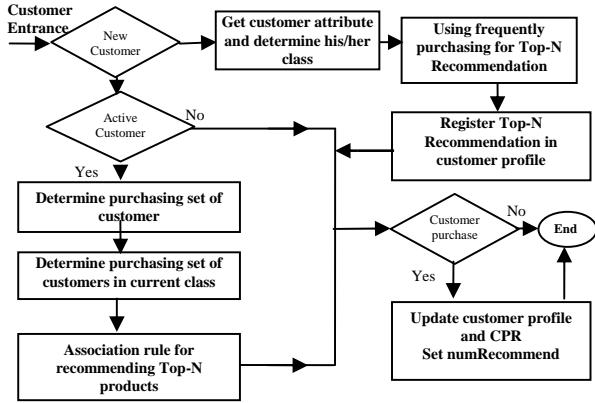 Customer
Entrance
New
Customer
Get customer attribute
and determine his/her
class
Using frequently
purchasing for Top-N
Recommendation
Register Top-N
Recommendation in
customer profile
Active
Customer
No
Yes
Determine purchasing set of
customer
Determine purchasing set of
customers in current class
Association rule for
recommending Top-N
products
Customer
purchase
No
End
Yes
Update customer profile
and CPR
Set numRecommend